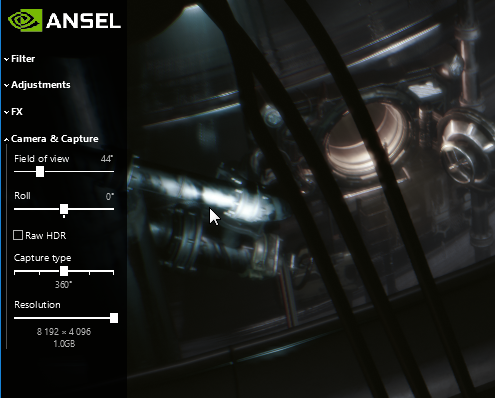 ANSEL
Filter
Adjustments
FX
Camera & Capture
Field of view 44°
Roll 0°
Raw HDR
Capture type
360°
Resolution
8 192 × 4 096
1.0GB